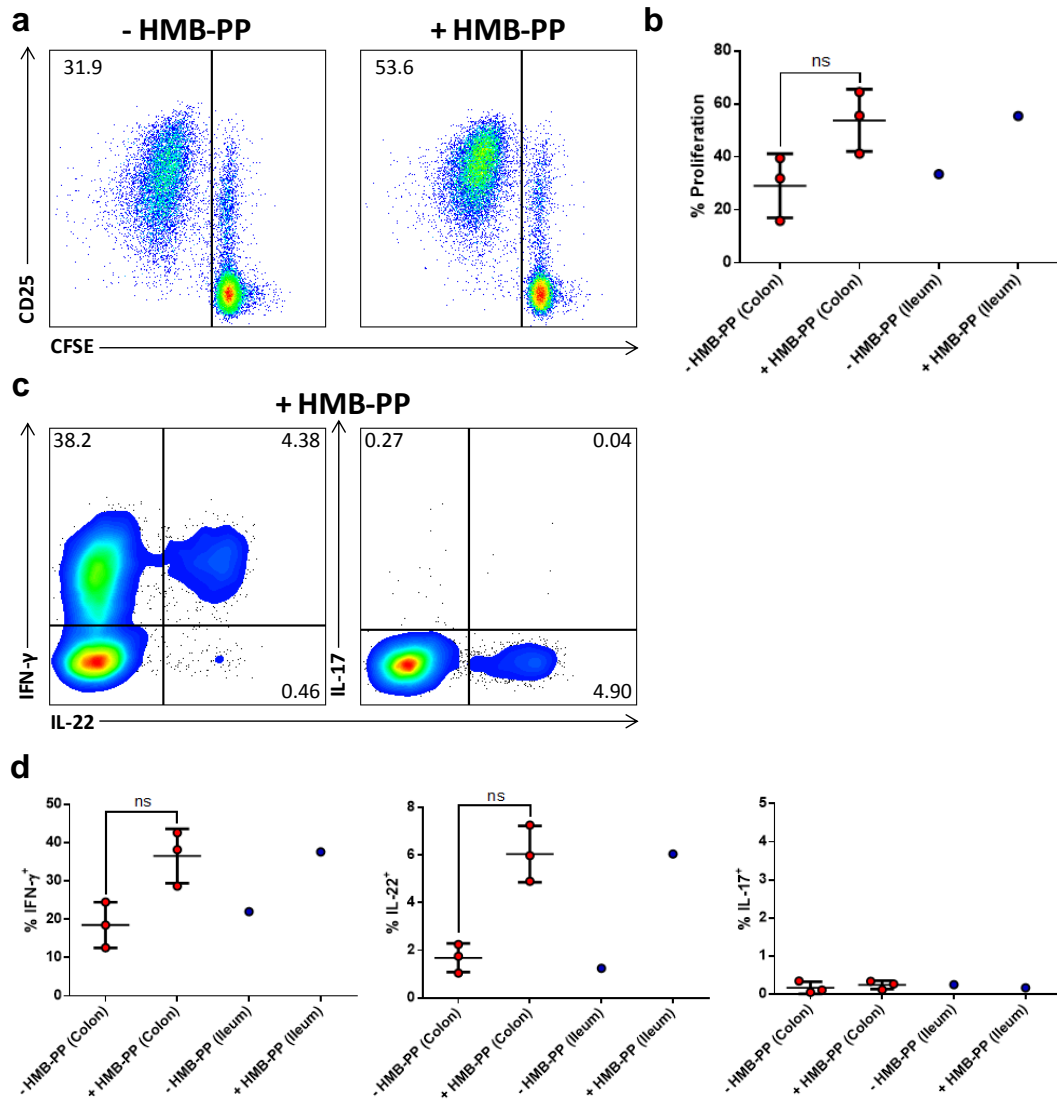 a
- HMB-PP
+ HMB-PP
31.9
53.6
CD25
CFSE
b
ns
% Proliferation
80
60
40
20
0
- HMB-PP (Colon)
+ HMB-PP (Colon)
- HMB-PP (Ileum)
+ HMB-PP (Ileum)
c
+ HMB-PP
38.2
4.38
0.46
IFN-γ
IL-22
0.27
0.04
4.90
IL-17
d
ns
% IFN-γ+
50
40
30
20
10
0
- HMB-PP (Colon)
+ HMB-PP (Colon)
- HMB-PP (Ileum)
+ HMB-PP (Ileum)
ns
% IL-22+
8
6
4
2
0
- HMB-PP (Colon)
+ HMB-PP (Colon)
- HMB-PP (Ileum)
+ HMB-PP (Ileum)
% IL-17+
5
4
3
2
1
0
- HMB-PP (Colon)
+ HMB-PP (Colon)
- HMB-PP (Ileum)
+ HMB-PP (Ileum)